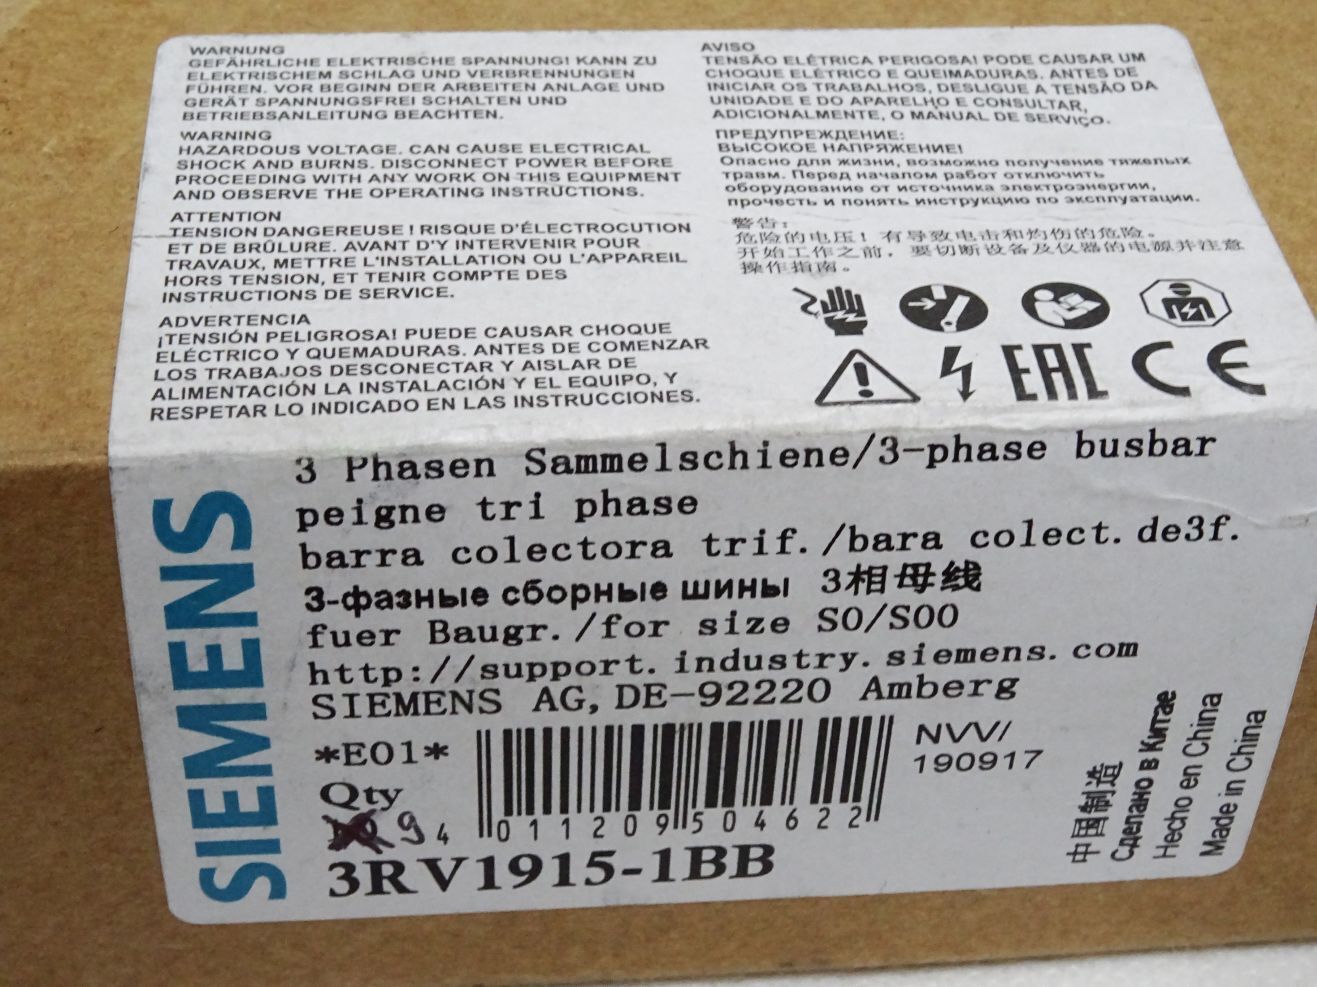 WARNUNG
GEFÄHRLICHE ELEKTRISCHE SPANNUNG! KANN ZU
ELEKTRISCHEM SCHLAG UND VERBRENNUNGEN
FÜHREN. VOR BEGINN DER ARBEITEN ANLAGE UND
GERÄT SPANNUNGSFREI SCHALTEN UND
BETRIEBSANLEITUNG BEACHTEN.
WARNING
HAZARDOUS VOLTAGE. CAN CAUSE ELECTRICAL
SHOCK AND BURNS. DISCONNECT POWER BEFORE
PROCEEDING WITH ANY WORK ON THIS EQUIPMENT
AND OBSERVE THE OPERATING INSTRUCTIONS.
ATTENTION
TENSION DANGEREUSE ! RISQUE D'ÉLECTROCUTION
ET DE BRÛLURE. AVANT D'Y INTERVENIR POUR
TRAVAUX, METTRE L'INSTALLATION OU L'APPAREIL
HORS TENSION, ET TENIR COMPTE DES
INSTRUCTIONS DE SERVICE.
ADVERTENCIA
¡TENSIÓN PELIGROSA! PUEDE CAUSAR CHOQUE
ELÉCTRICO Y QUEMADURAS. ANTES DE COMENZAR
LOS TRABAJOS DESCONECTAR Y AISLAR DE
ALIMENTACIÓN LA INSTALACIÓN Y EL EQUIPO, Y
RESPETAR LO INDICADO EN LAS INSTRUCCIONES.
AVISO
TENSÃO ELÉTRICA PERIGOSA! PODE CAUSAR UM
CHOQUE ELÉTRICO E QUEIMADURAS. ANTES DE
INICIAR OS TRABALHOS, DESLIGUE A TENSÃO DA
UNIDADE E DO APARELHO E CONSULTAR,
ADICIONALMENTE, O MANUAL DE SERVIÇO.
ПРЕДУПРЕЖДЕНИЕ:
ВЫСОКОЕ НАПРЯЖЕНИЕ!
Опасно для жизни, возможно получение тяжелых
травм. Перед началом работ отключить
оборудование от источника электроэнергии,
прочесть и понять инструкцию по эксплуатации.
警告:
危险的电压! 有导致电击和灼伤的危险。
开始工作之前, 要切断设备及仪器的电源并注意
操作指南。
EAC CE
SIEMENS
3 Phasen Sammelschiene/3-phase busbar
peigne tri phase
barra colectora trif./bara colect. de3f.
3-фазные сборные шины 3相母线
fuer Baugr./for size S0/S00
http://support.industry.siemens.com
SIEMENS AG, DE-92220 Amberg
*E01*
Qty
9
4 011209 504622
NVV/
190917
3RV1915-1BB
中国制造
Сделано в Китае
Hecho en China
Made in China